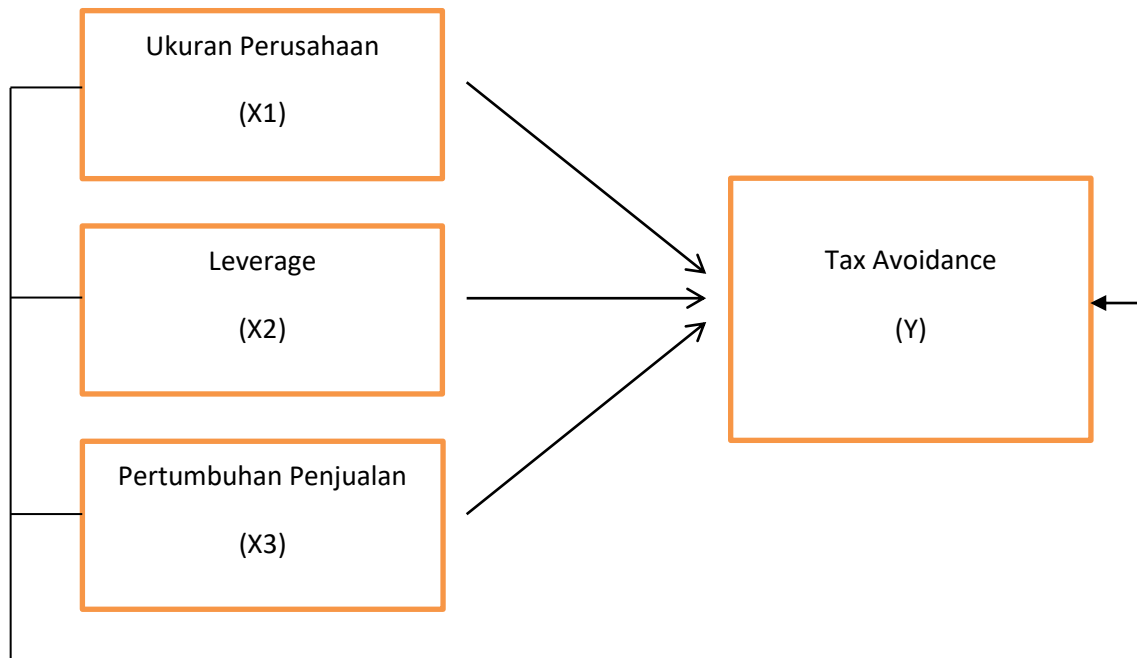 Ukuran Perusahaan
(X1)
Leverage
(X2)
Pertumbuhan Penjualan
(X3)
Tax Avoidance
(Y)